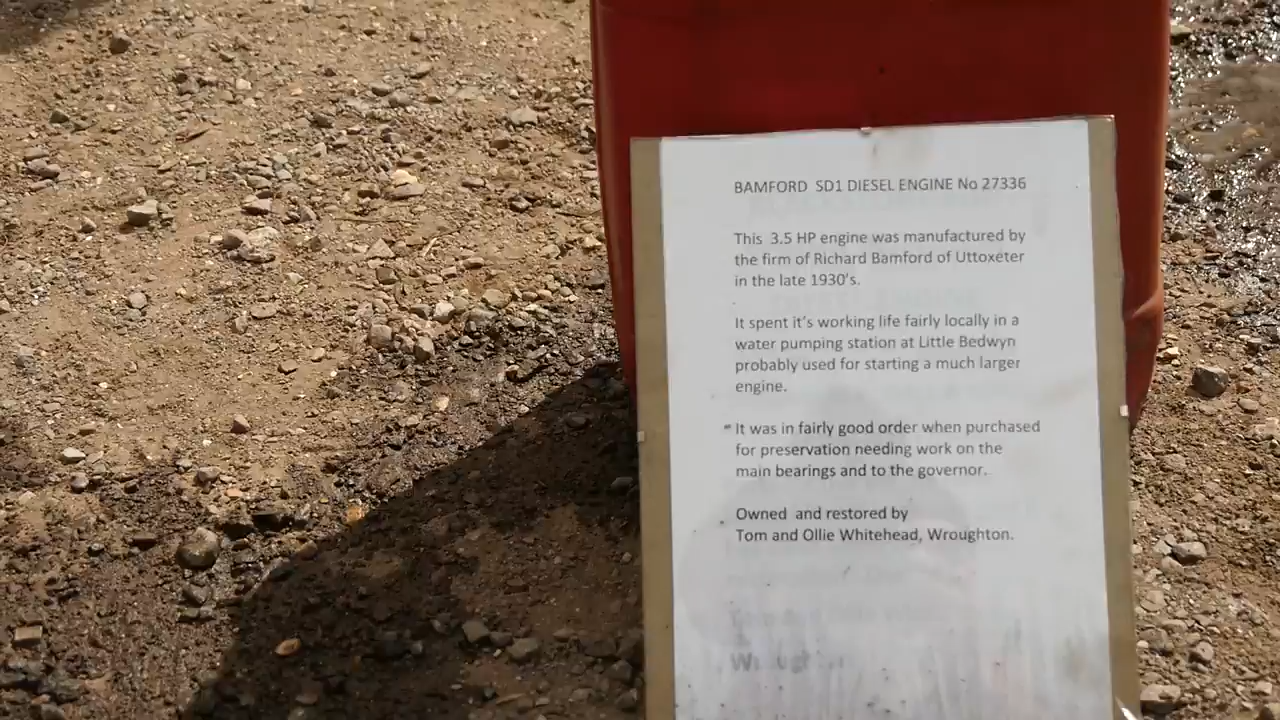 BAMFORD SD1 DIESEL ENGINE No 27336
This 3.5 HP engine was manufactured by
the firm of Richard Bamford of Uttoxeter
in the late 1930's.
It spent it's working life fairly locally in a
water pumping station at Little Bedwyn
probably used for starting a much larger
engine.
It was in fairly good order when purchased
for preservation needing work on the
main bearings and to the governor.
Owned and restored by
Tom and Ollie Whitehead, Wroughton.